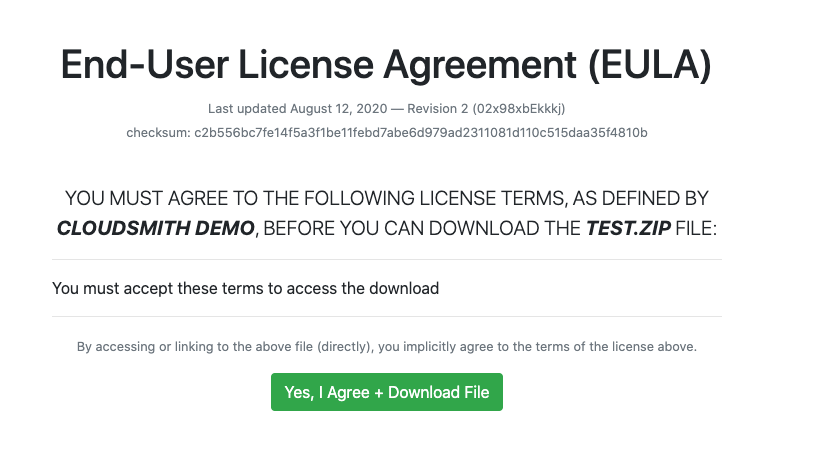 End-User License Agreement (EULA)
Last updated August 12, 2020 — Revision 2 (02x98xbEkkkj)
checksum: c2b556bc7fe14f5a3f1be11febd7abe6d979ad2311081d110c515daa35f4810b
YOU MUST AGREE TO THE FOLLOWING LICENSE TERMS, AS DEFINED BY
CLOUDSMITH DEMO, BEFORE YOU CAN DOWNLOAD THE TEST.ZIP FILE:
You must accept these terms to access the download
By accessing or linking to the above file (directly), you implicitly agree to the terms of the license above.
Yes, I Agree + Download File